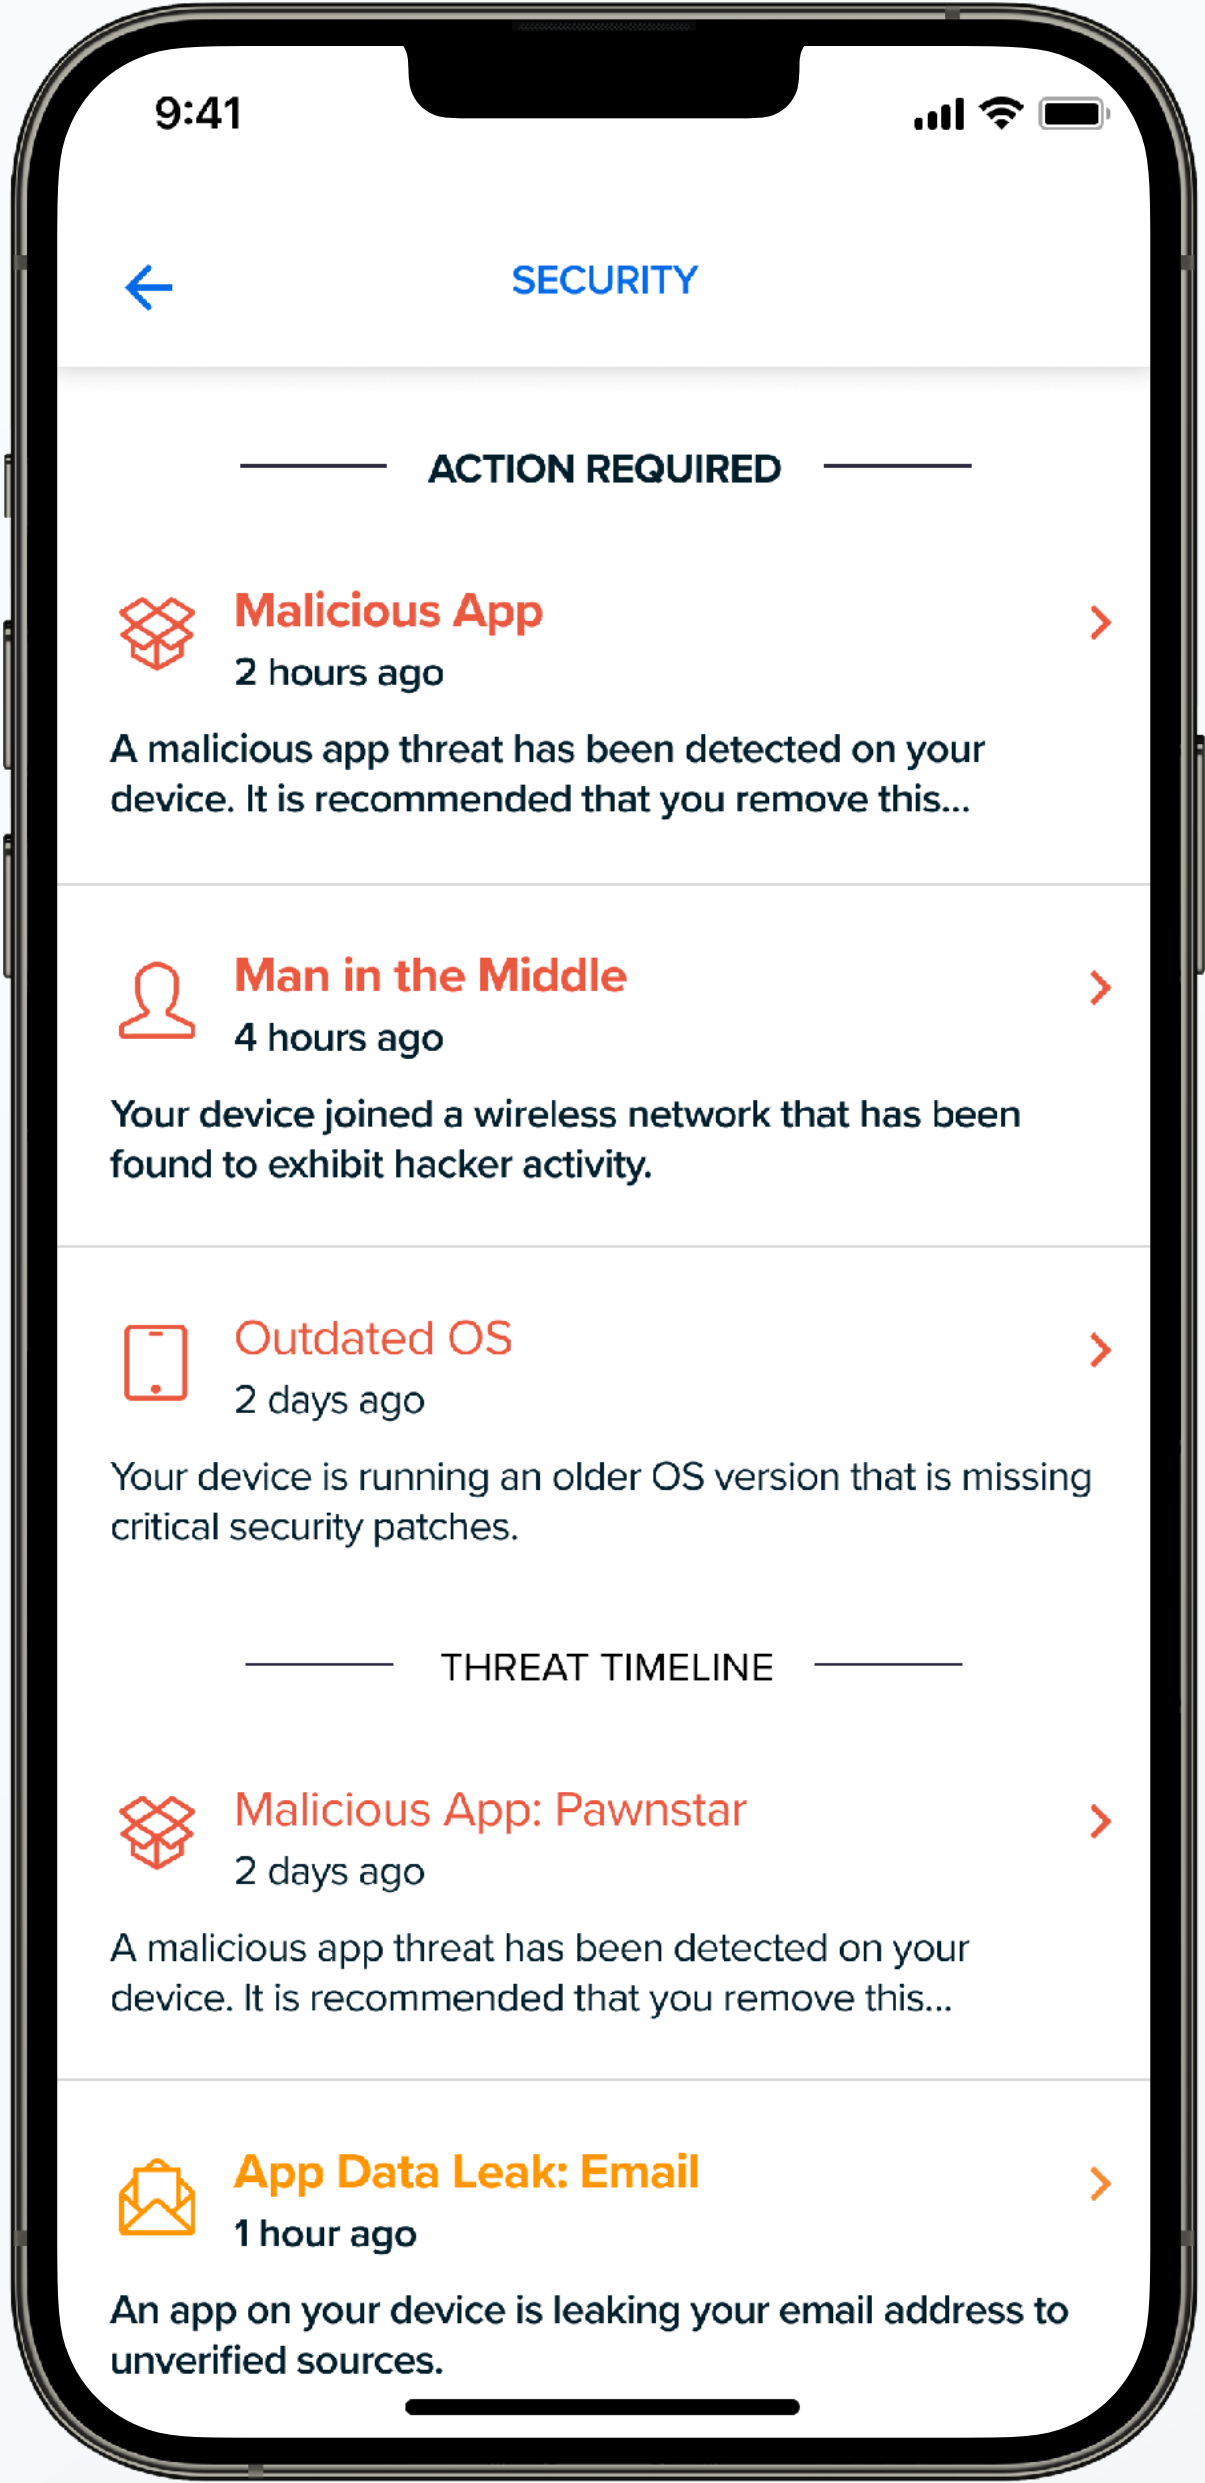 9:41
SECURITY
ACTION REQUIRED
Malicious App
2 hours ago
A malicious app threat has been detected on your
device. It is recommended that you remove this...
Man in the Middle
4 hours ago
Your device joined a wireless network that has been
found to exhibit hacker activity.
Outdated OS
2 days ago
Your device is running an older OS version that is missing
critical security patches.
THREAT TIMELINE
Malicious App: Pawnstar
2 days ago
A malicious app threat has been detected on your
device. It is recommended that you remove this...
App Data Leak: Email
1 hour ago
An app on your device is leaking your email address to
unverified sources.